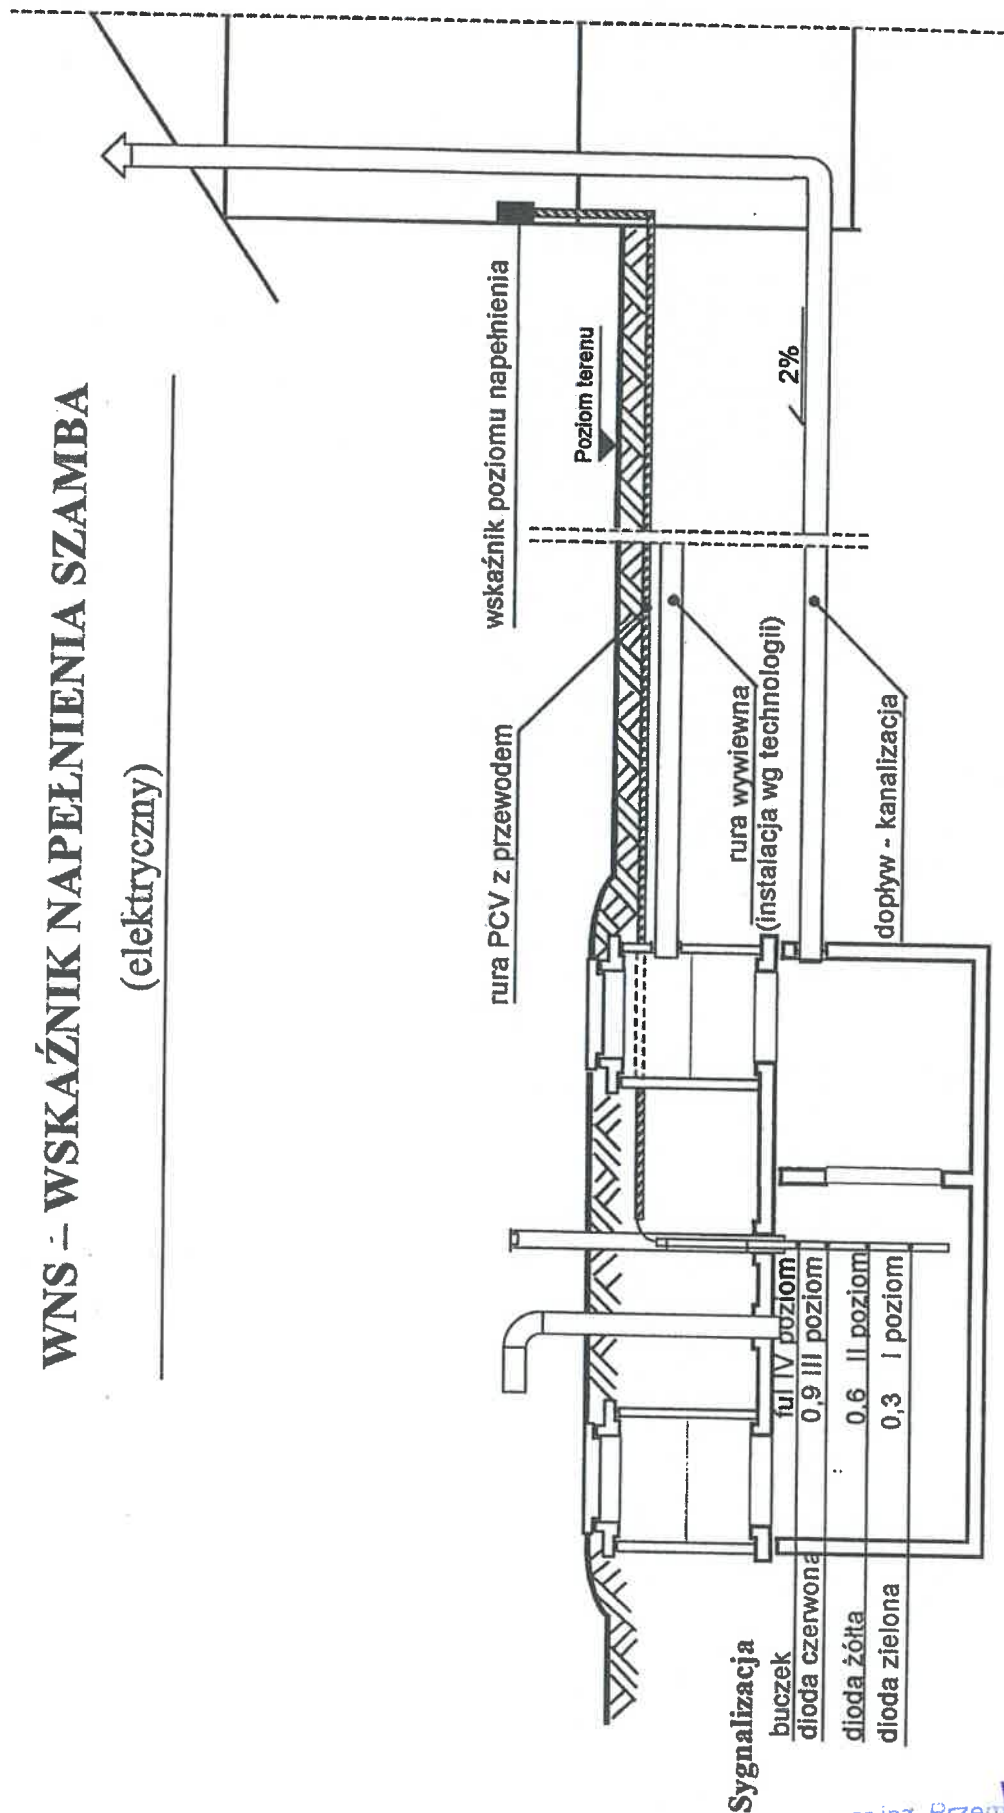 WNS – WSKAŹNIK NAPEŁNIENIA SZAMBA
(elektryczny)
wskaźnik poziomu napełnienia
Poziom terenu
rura PCV z przewodem
2%
rura wywiewna
(instalacja wg technologii)
dopływ - kanalizacja
Sygnalizacja
buczek ful IV poziom
dioda czerwona 0,9 III poziom
dioda żółta 0,6 II poziom
dioda zielona 0,3 I poziom